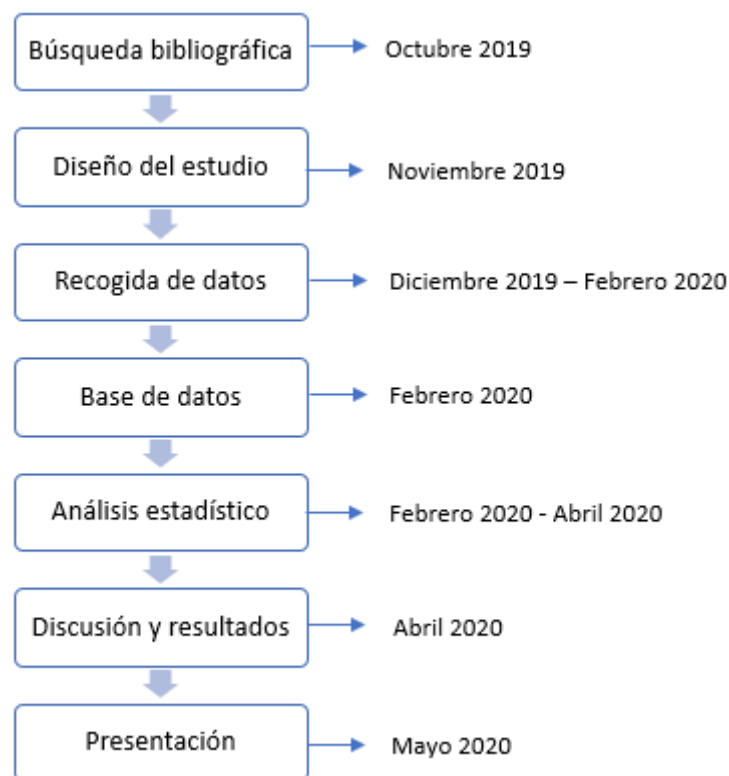 Búsqueda bibliográfica
Octubre 2019
Diseño del estudio
Noviembre 2019
Recogida de datos
Diciembre 2019 – Febrero 2020
Base de datos
Febrero 2020
Análisis estadístico
Febrero 2020 - Abril 2020
Discusión y resultados
Abril 2020
Presentación
Mayo 2020